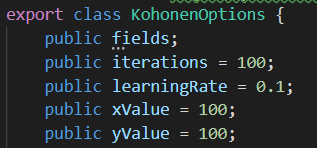 export class KohonenOptions {
    public fields;
    public iterations = 100;
    public learningRate = 0.1;
    public xValue = 100;
    public yValue = 100;